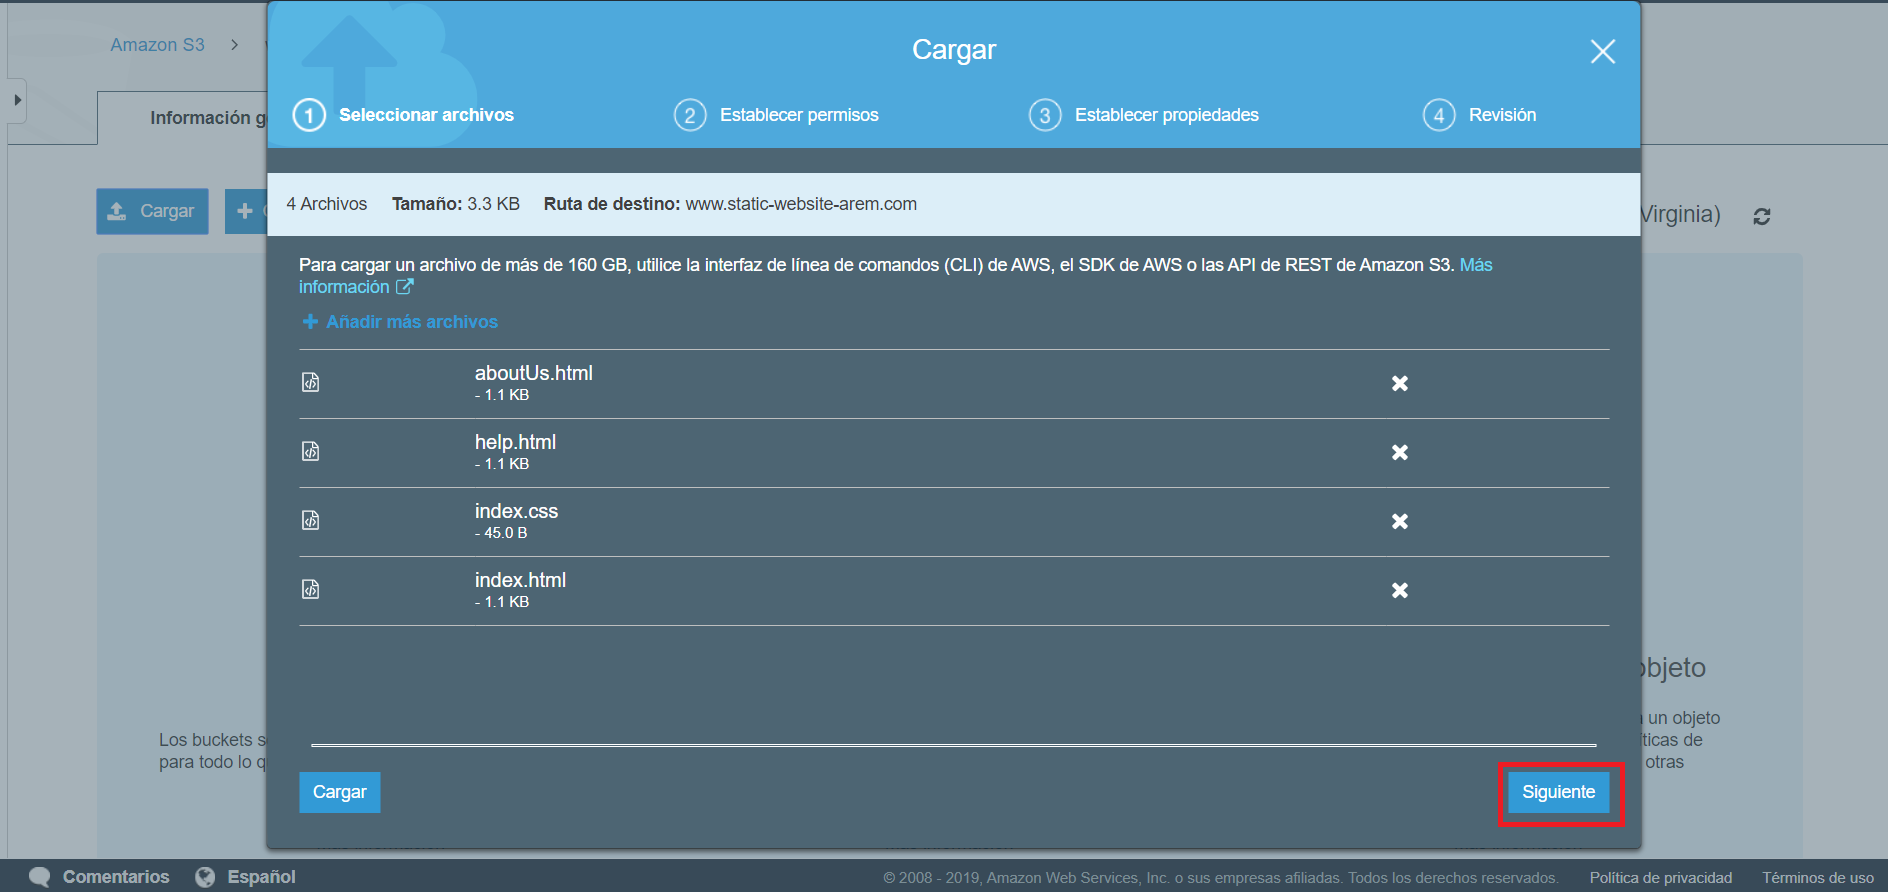 Amazon S3
Cargar
1 Seleccionar archivos
2 Establecer permisos
3 Establecer propiedades
4 Revisión
Información
Cargar
4 Archivos Tamaño: 3.3 KB Ruta de destino: www.static-website-arem.com
Virginia)
Para cargar un archivo de más de 160 GB, utilice la interfaz de línea de comandos (CLI) de AWS, el SDK de AWS o las API de REST de Amazon S3. Más
información
Añadir más archivos
aboutUs.html
- 1.1 KB
help.html
- 1.1 KB
index.css
- 45.0 B
index.html
- 1.1 KB
objeto
Los buckets
para todo lo
un objeto
de
otras
Cargar
Siguiente
Comentarios
Español
© 2008 - 2019, Amazon Web Services, Inc. o sus empresas afiliadas. Todos los derechos reservados.
Política de privacidad
Términos de uso